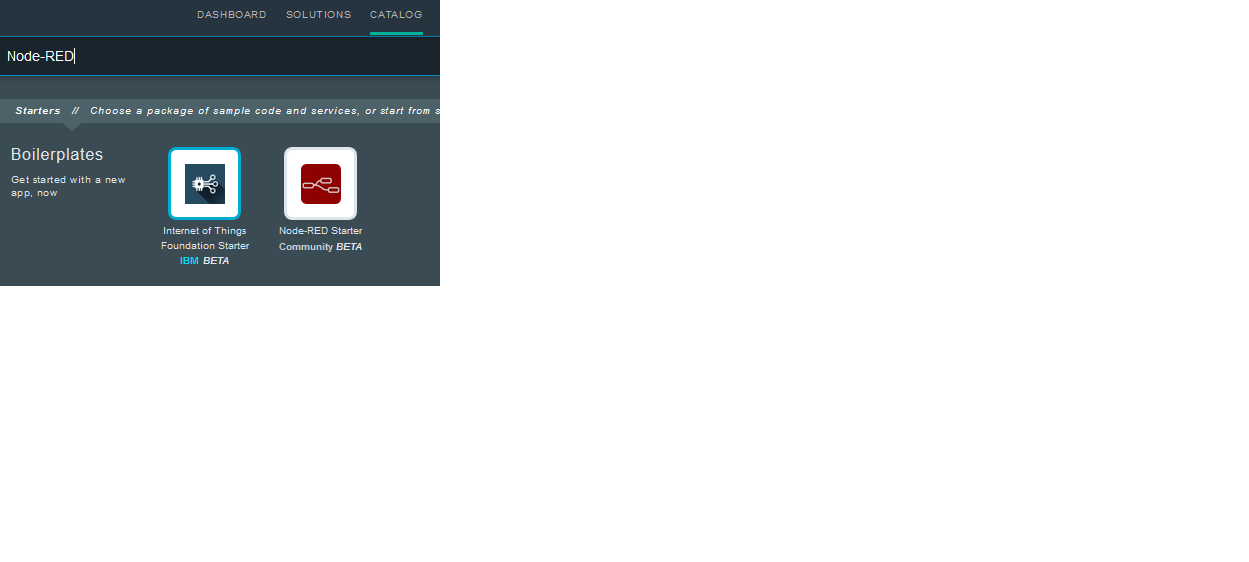 DASHBOARD SOLUTIONS CATALOG
Node-RED
Starters // Choose a package of sample code and services, or start from s
Boilerplates
Get started with a new
app, now
Internet of Things
Foundation Starter
IBM BETA
Node-RED Starter
Community BETA